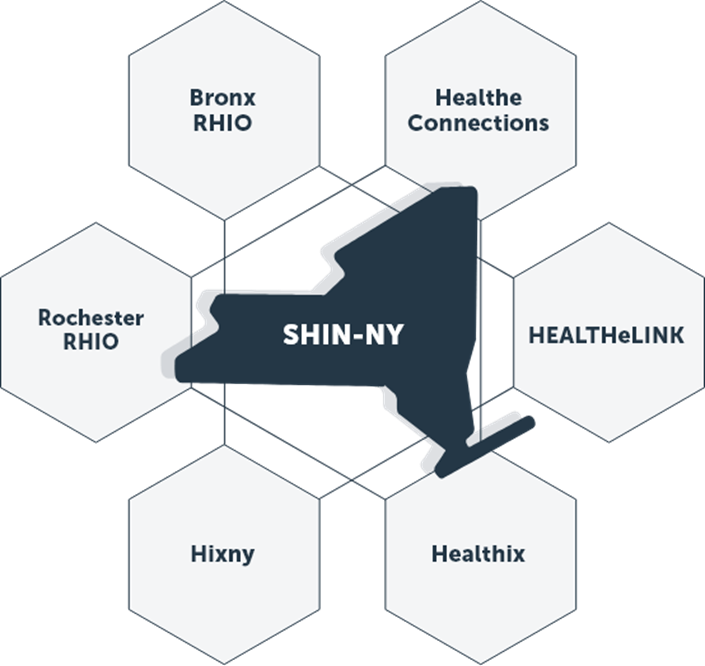 Bronx
RHIO
Healthe
Connections
Rochester
RHIO
SHIN-NY
HEALTHeLINK
Hixny
Healthix